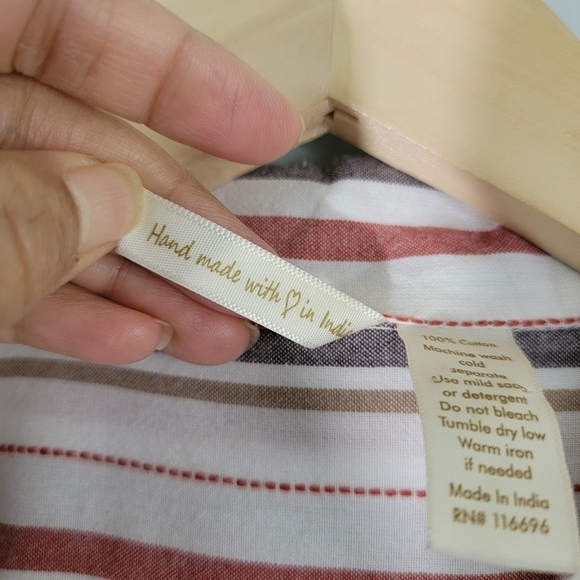 Hand made with ♡ in India
100% Cotton
Machine wash
cold
separate
Use mild soap
or detergent
Do not bleach
Tumble dry low
Warm iron
if needed
Made In India
RN# 116696